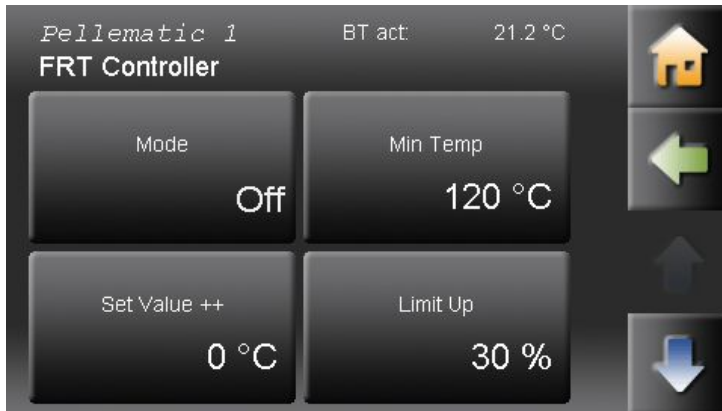 Pellematic 1 BT act: 21.2 °C
FRT Controller
Mode
Off
Min Temp
120 °C
Set Value ++
0 °C
Limit Up
30 %